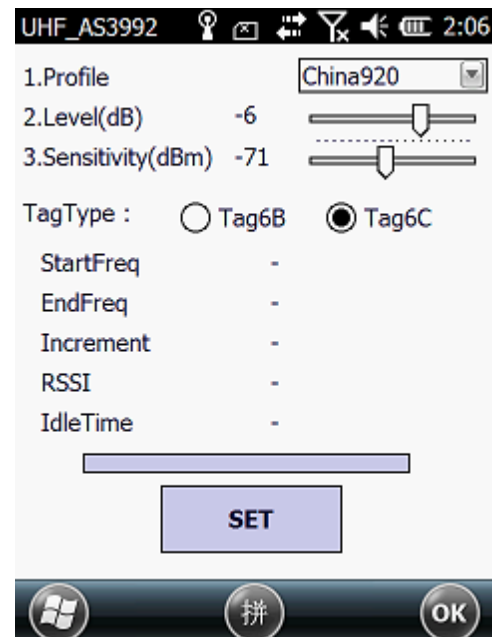 UHF_AS3992 2:06
1.Profile China920
2.Level(dB) -6
3.Sensitivity(dBm) -71
TagType : Tag6B Tag6C
StartFreq -
EndFreq -
Increment -
RSSI -
IdleTime -
SET
拼 OK